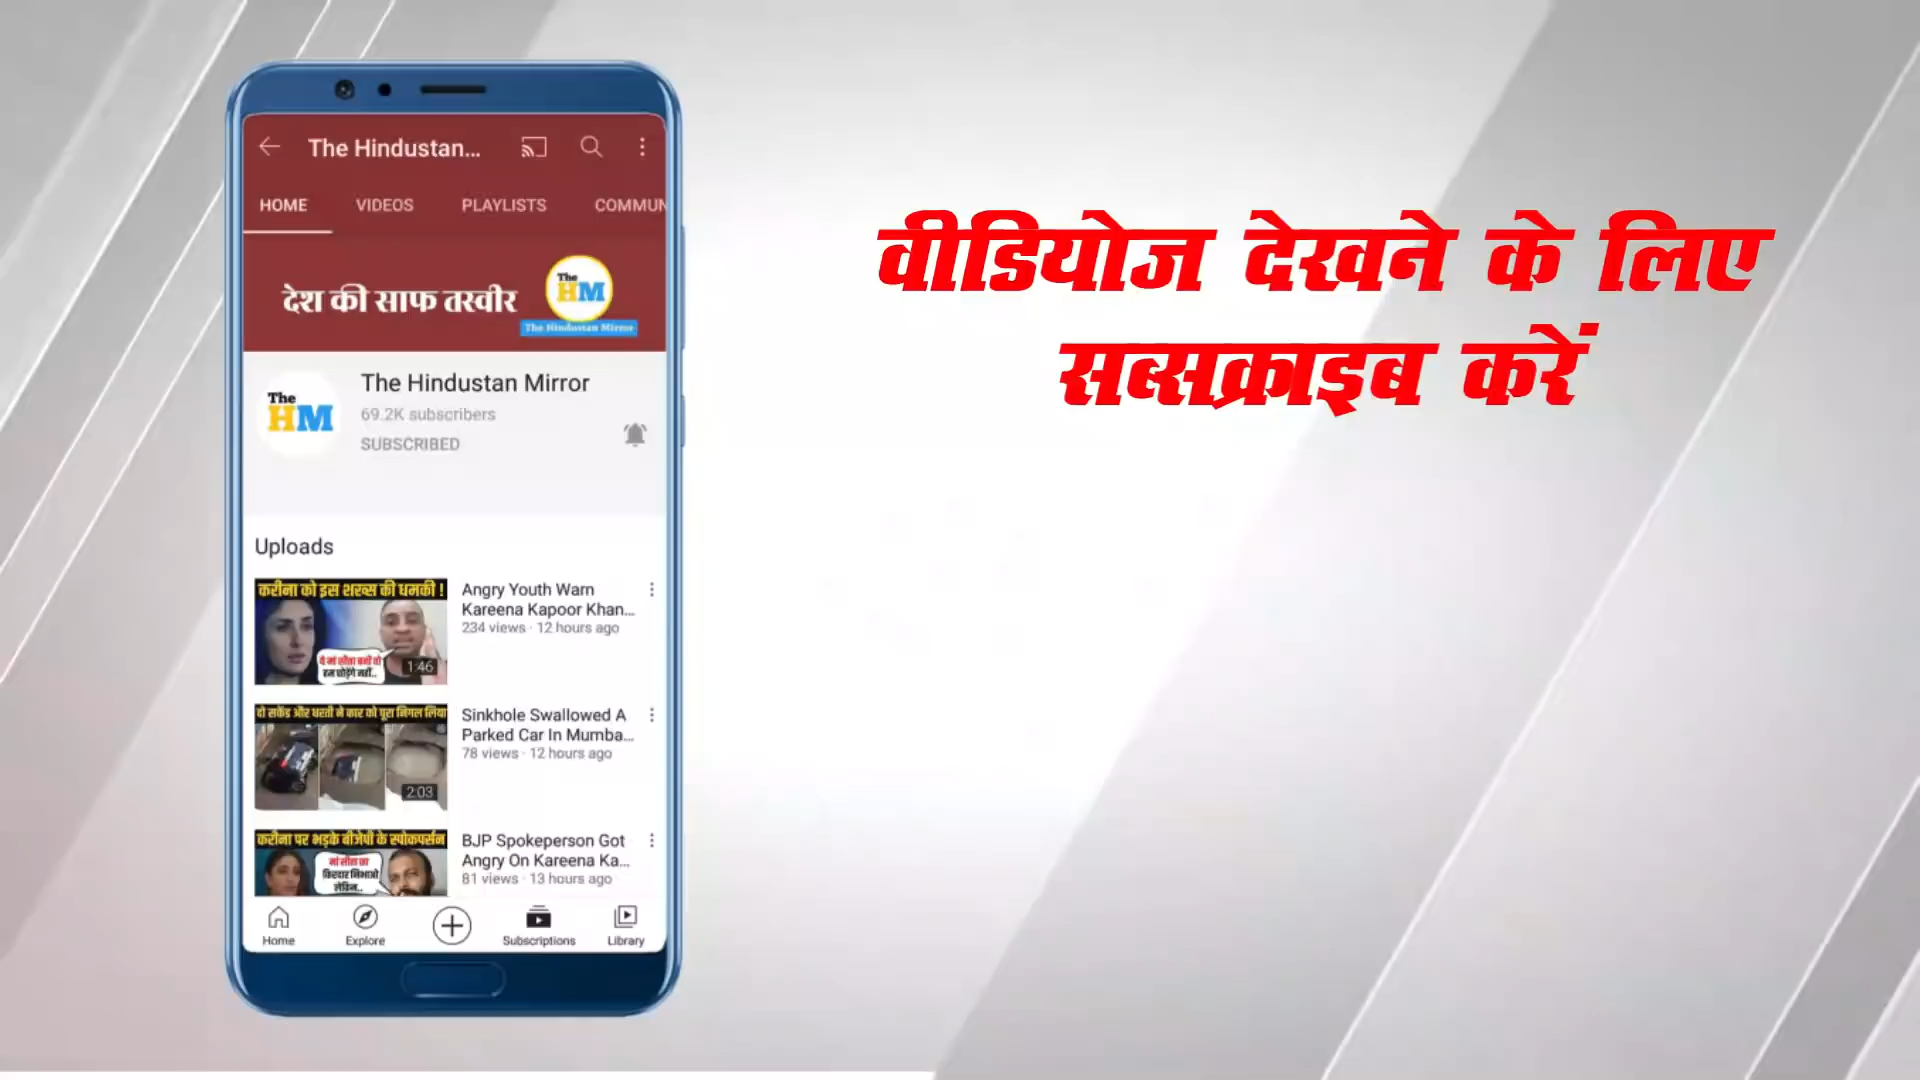 The Hindustan...
HOME VIDEOS PLAYLISTS COMMUN
देश की साफ तस्वीर
The
HM
The Hindustan Mirror
The
HM
The Hindustan Mirror
69.2K subscribers
SUBSCRIBED
Uploads
करीना को इस शख्स की धमकी !
हम छोड़ेंगे नहीं..
1:46
Angry Youth Warn
Kareena Kapoor Khan...
234 views · 12 hours ago
दो सकेंड और धरती ने कार को पूरा निगल लिया
2:03
Sinkhole Swallowed A
Parked Car In Mumba...
78 views · 12 hours ago
करीना पर भड़के बीजेपी के स्पोकपर्सन
मां सीता का
किरदार निभाओ
लेकिन..
BJP Spokeperson Got
Angry On Kareena Ka...
81 views · 13 hours ago
Home Explore Subscriptions Library
वीडियोज देखने के लिए
सब्सक्राइब करें